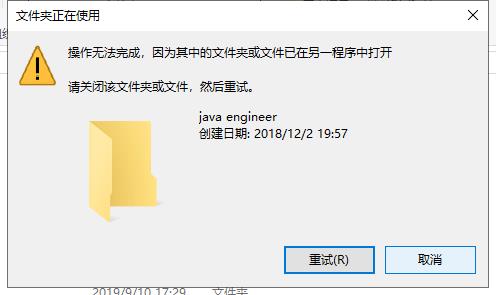 文件夹正在使用
操作无法完成，因为其中的文件夹或文件已在另一程序中打开
请关闭该文件夹或文件，然后重试。
java engineer
创建日期: 2018/12/2 19:57
重试(R)
取消
2019/9/10 17:29
文件夹